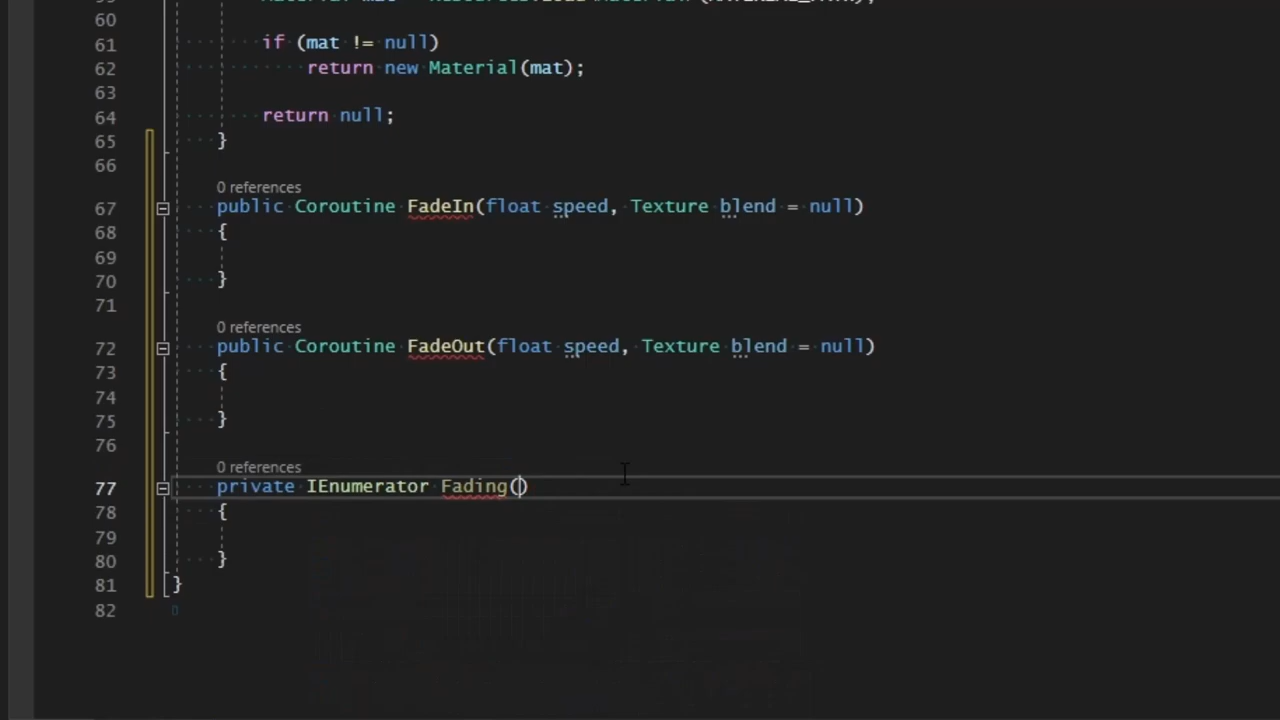 60
61 if (mat != null)
62 return new Material(mat);
63
64 return null;
65 }
66
0 references
67 public Coroutine FadeIn(float speed, Texture blend = null)
68 {
69
70 }
71
0 references
72 public Coroutine FadeOut(float speed, Texture blend = null)
73 {
74
75 }
76
0 references
77 private IEnumerator Fading()
78 {
79
80 }
81 }
82